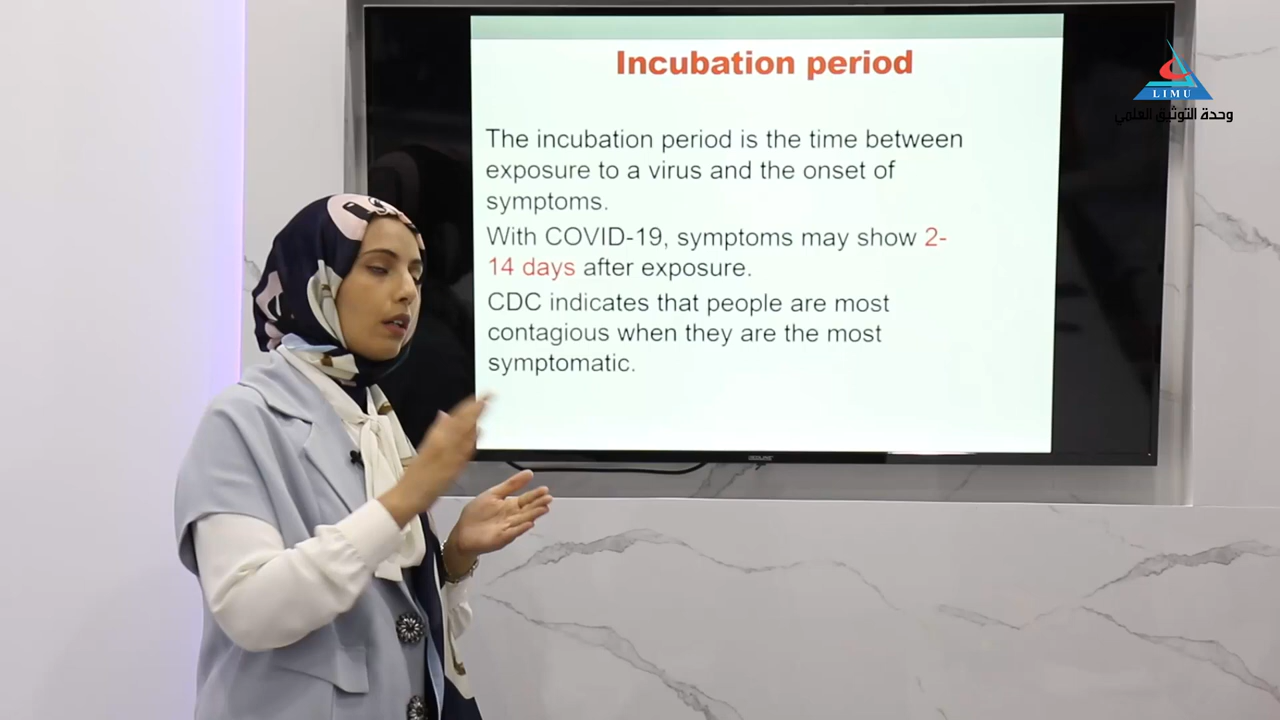 Incubation period
LIMU
وحدة التوثيق العلمي
The incubation period is the time between
exposure to a virus and the onset of
symptoms.
With COVID-19, symptoms may show 2-
14 days after exposure.
CDC indicates that people are most
contagious when they are the most
symptomatic.